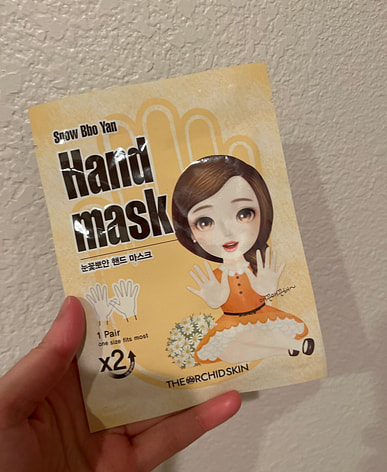 Snow Bbo Yan
Hand
mask
눈꽃뽀얀 핸드 마스크
1 Pair
one size fits most
x2
THE ORCHID SKIN